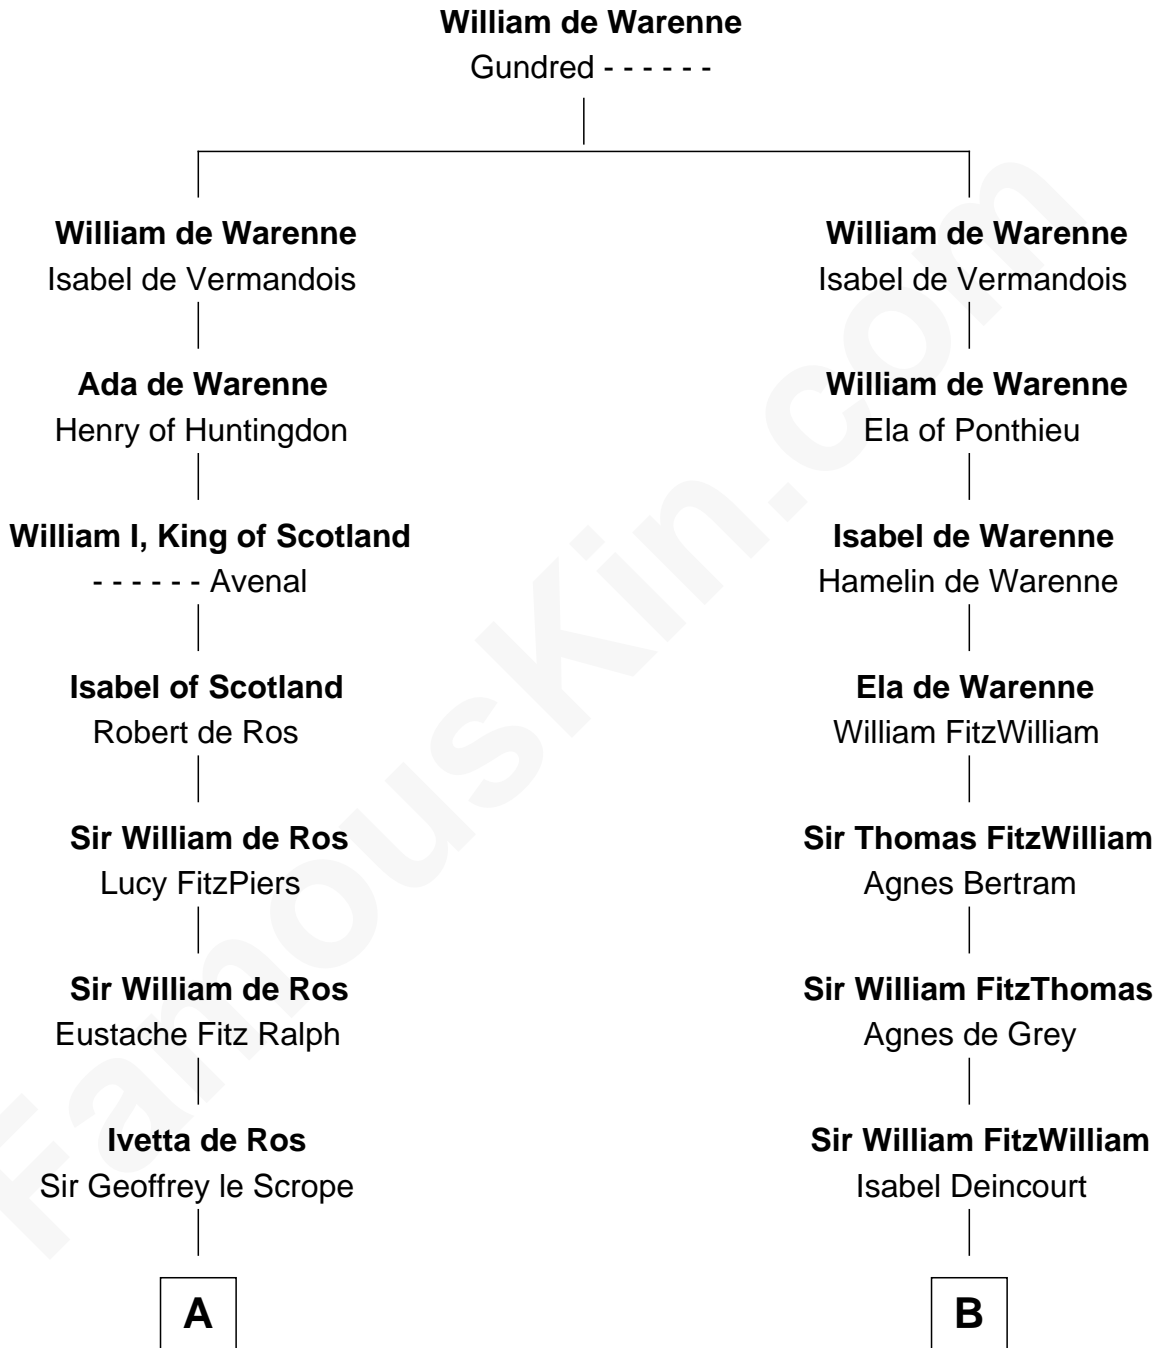 William de Warenne
Gundred - - - - - -
William de Warenne
Isabel de Vermandois
William de Warenne
Isabel de Vermandois
Ada de Warenne
Henry of Huntingdon
William de Warenne
Ela of Ponthieu
William I, King of Scotland
- - - - - - Avenal
Isabel de Warenne
Hamelin de Warenne
Isabel of Scotland
Robert de Ros
Ela de Warenne
William FitzWilliam
Sir William de Ros
Lucy FitzPiers
Sir Thomas FitzWilliam
Agnes Bertram
Sir William de Ros
Eustache Fitz Ralph
Sir William FitzThomas
Agnes de Grey
Ivetta de Ros
Sir Geoffrey le Scrope
Sir William FitzWilliam
Isabel Deincourt
A
B
FamousKin.com